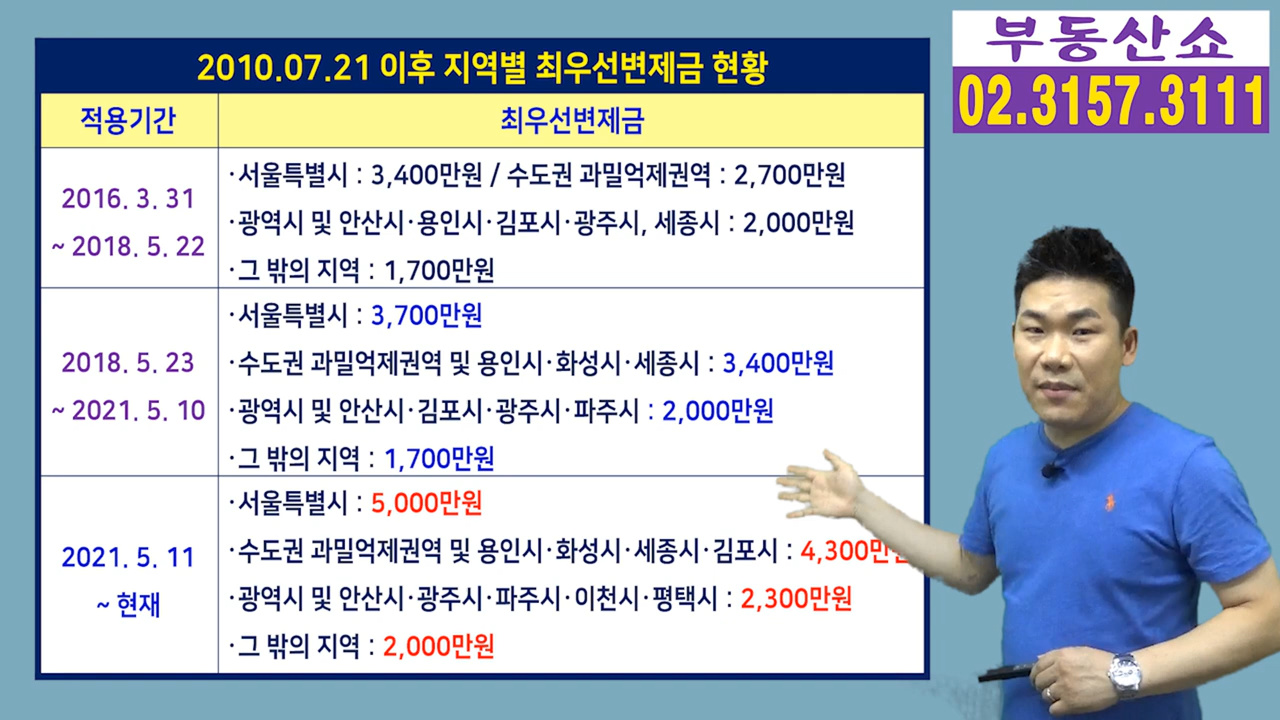 2010.07.21 이후 지역별 최우선변제금 현황
부동산쇼
02.3157.3111
적용기간
최우선변제금
2016. 3. 31
~ 2018. 5. 22
·서울특별시 : 3,400만원 / 수도권 과밀억제권역 : 2,700만원
·광역시 및 안산시·용인시·김포시·광주시, 세종시 : 2,000만원
·그 밖의 지역 : 1,700만원
2018. 5. 23
~ 2021. 5. 10
·서울특별시 : 3,700만원
·수도권 과밀억제권역 및 용인시·화성시·세종시 : 3,400만원
·광역시 및 안산시·김포시·광주시·파주시 : 2,000만원
·그 밖의 지역 : 1,700만원
2021. 5. 11
~ 현재
·서울특별시 : 5,000만원
·수도권 과밀억제권역 및 용인시·화성시·세종시·김포시 : 4,300만원
·광역시 및 안산시·광주시·파주시·이천시·평택시 : 2,300만원
·그 밖의 지역 : 2,000만원